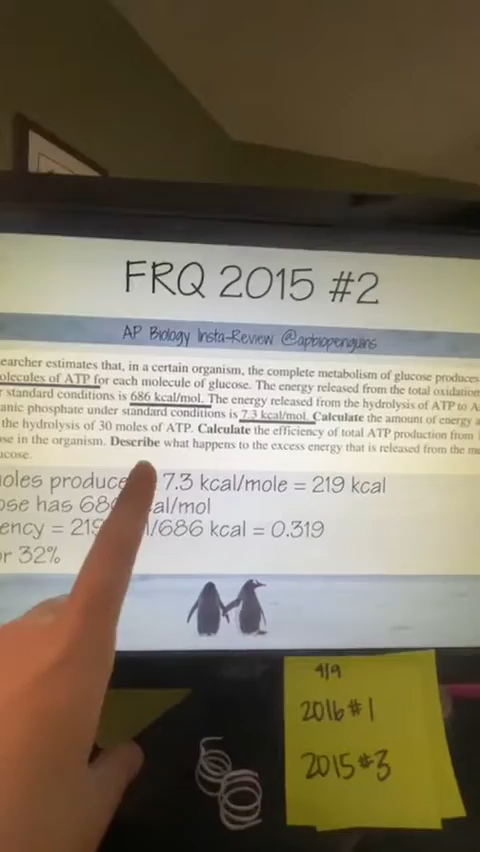 FRQ 2015 #2
AP Biology Insta-Review @apbiopenguins
earcher estimates that, in a certain organism, the complete metabolism of glucose produces
olecules of ATP for each molecule of glucose. The energy released from the total oxidation
r standard conditions is 686 kcal/mol. The energy released from the hydrolysis of ATP to A
anic phosphate under standard conditions is 7.3 kcal/mol. Calculate the amount of energy a
the hydrolysis of 30 moles of ATP. Calculate the efficiency of total ATP production from
se in the organism. Describe what happens to the excess energy that is released from the me
ucose.
oles produce 7.3 kcal/mole = 219 kcal
ose has 68 al/mol
ency = 219 l/686 kcal = 0.319
r 32%
4/9
2016 #1
2015 #3